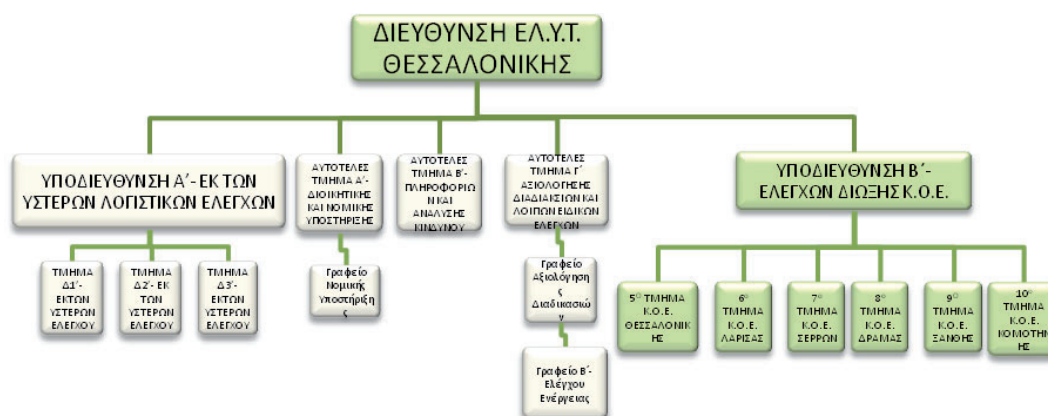 ΔΙΕΥΘΥΝΣΗ ΕΛ.Υ.Τ.
ΘΕΣΣΑΛΟΝΙΚΗΣ
ΥΠΟΔΙΕΥΘΥΝΣΗ Α΄- ΕΚ ΤΩΝ
ΥΣΤΕΡΩΝ ΛΟΓΙΣΤΙΚΩΝ ΕΛΕΓΧΩΝ
ΑΥΤΟΤΕΛΕΣ
ΤΜΗΜΑ Α΄-
ΔΙΟΙΚΗΤΙΚΗΣ
ΚΑΙ ΝΟΜΙΚΗΣ
ΥΠΟΣΤΗΡΙΞΗΣ
ΑΥΤΟΤΕΛΕΣ
ΤΜΗΜΑ Β΄-
ΠΛΗΡΟΦΟΡΙΩ
Ν ΚΑΙ
ΑΝΑΛΥΣΗΣ
ΚΙΝΔΥΝΟΥ
ΑΥΤΟΤΕΛΕΣ
ΤΜΗΜΑ Γ΄
ΑΞΙΟΛΟΓΗΣΗΣ
ΔΙΑΔΙΑΚΣΙΩΝ ΚΑΙ
ΛΟΙΠΩΝ ΕΙΔΙΚΩΝ
ΕΛΕΓΧΩΝ
ΥΠΟΔΙΕΥΘΥΝΣΗ Β΄-
ΕΛΕΓΧΩΝ ΔΙΩΞΗΣ Κ.Ο.Ε.
ΤΜΗΜΑ
Δ1΄-
ΕΚ ΤΩΝ
ΥΣΤΕΡΩΝ
ΕΛΕΓΧΟΥ
ΤΜΗΜΑ
Δ2΄- ΕΚ
ΤΩΝ
ΥΣΤΕΡΩΝ
ΕΛΕΓΧΟΥ
ΤΜΗΜΑ
Δ3΄-
ΕΚ ΤΩΝ
ΥΣΤΕΡΩΝ
ΕΛΕΓΧΟΥ
Γραφείο
Νομικής
Υποστήριξη
ς
Γραφείο
Αξιολόγηση
ς
Διαδικασιώ
ν
Γραφείο Β΄-
Ελέγχου
Ενέργειας
5ο ΤΜΗΜΑ
Κ.Ο.Ε.
ΘΕΣΣΑΛΟΝΙΚ
ΗΣ
6ο
ΤΜΗΜΑ
Κ.Ο.Ε.
ΛΑΡΙΣΑΣ
7ο
ΤΜΗΜΑ
Κ.Ο.Ε.
ΣΕΡΡΩΝ
8ο
ΤΜΗΜΑ
Κ.Ο.Ε.
ΔΡΑΜΑΣ
9ο
ΤΜΗΜΑ
Κ.Ο.Ε.
ΞΑΝΘΗΣ
10ο
ΤΜΗΜΑ
Κ.Ο.Ε.
ΚΟΜΟΤΗΝ
ΗΣ